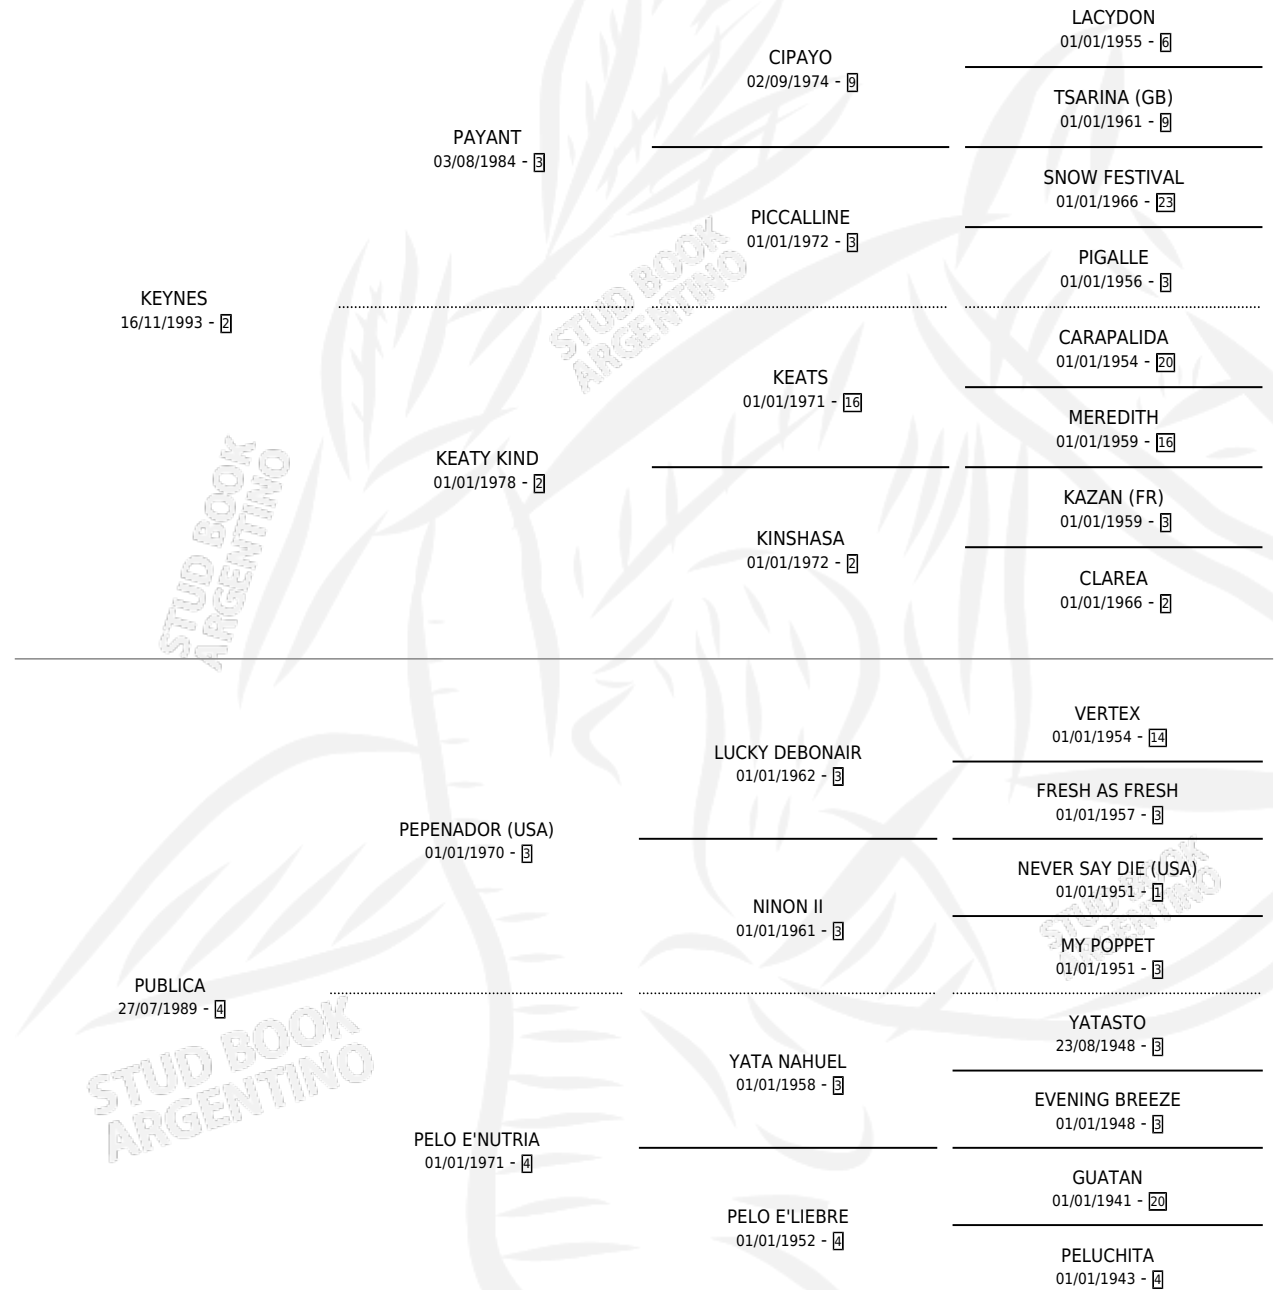 LACYDON
01/01/1955 - 6
CIPAYO
02/09/1974 - 9
TSARINA (GB)
01/01/1961 - 9
PAYANT
03/08/1984 - 3
SNOW FESTIVAL
01/01/1966 - 23
PICCALLINE
01/01/1972 - 3
PIGALLE
01/01/1956 - 3
KEYNES
16/11/1993 - 2
CARAPALIDA
01/01/1954 - 20
KEATS
01/01/1971 - 16
MEREDITH
01/01/1959 - 16
KEATY KIND
01/01/1978 - 2
KAZAN (FR)
01/01/1959 - 3
KINSHASA
01/01/1972 - 2
CLAREA
01/01/1966 - 2
VERTEX
01/01/1954 - 14
LUCKY DEBONAIR
01/01/1962 - 3
FRESH AS FRESH
01/01/1957 - 3
PEPENADOR (USA)
01/01/1970 - 3
NEVER SAY DIE (USA)
01/01/1951 - 1
NINON II
01/01/1961 - 3
MY POPPET
01/01/1951 - 3
PUBLICA
27/07/1989 - 4
YATASTO
23/08/1948 - 3
YATA NAHUEL
01/01/1958 - 3
EVENING BREEZE
01/01/1948 - 3
PELO E'NUTRIA
01/01/1971 - 4
GUATAN
01/01/1941 - 20
PELO E'LIEBRE
01/01/1952 - 4
PELUCHITA
01/01/1943 - 4
STUD BOOK
ARGENTINO
STUD BOOK
ARGENTINO
STUD BOOK
ARGENTINO
STUD BOOK
ARGENTINO